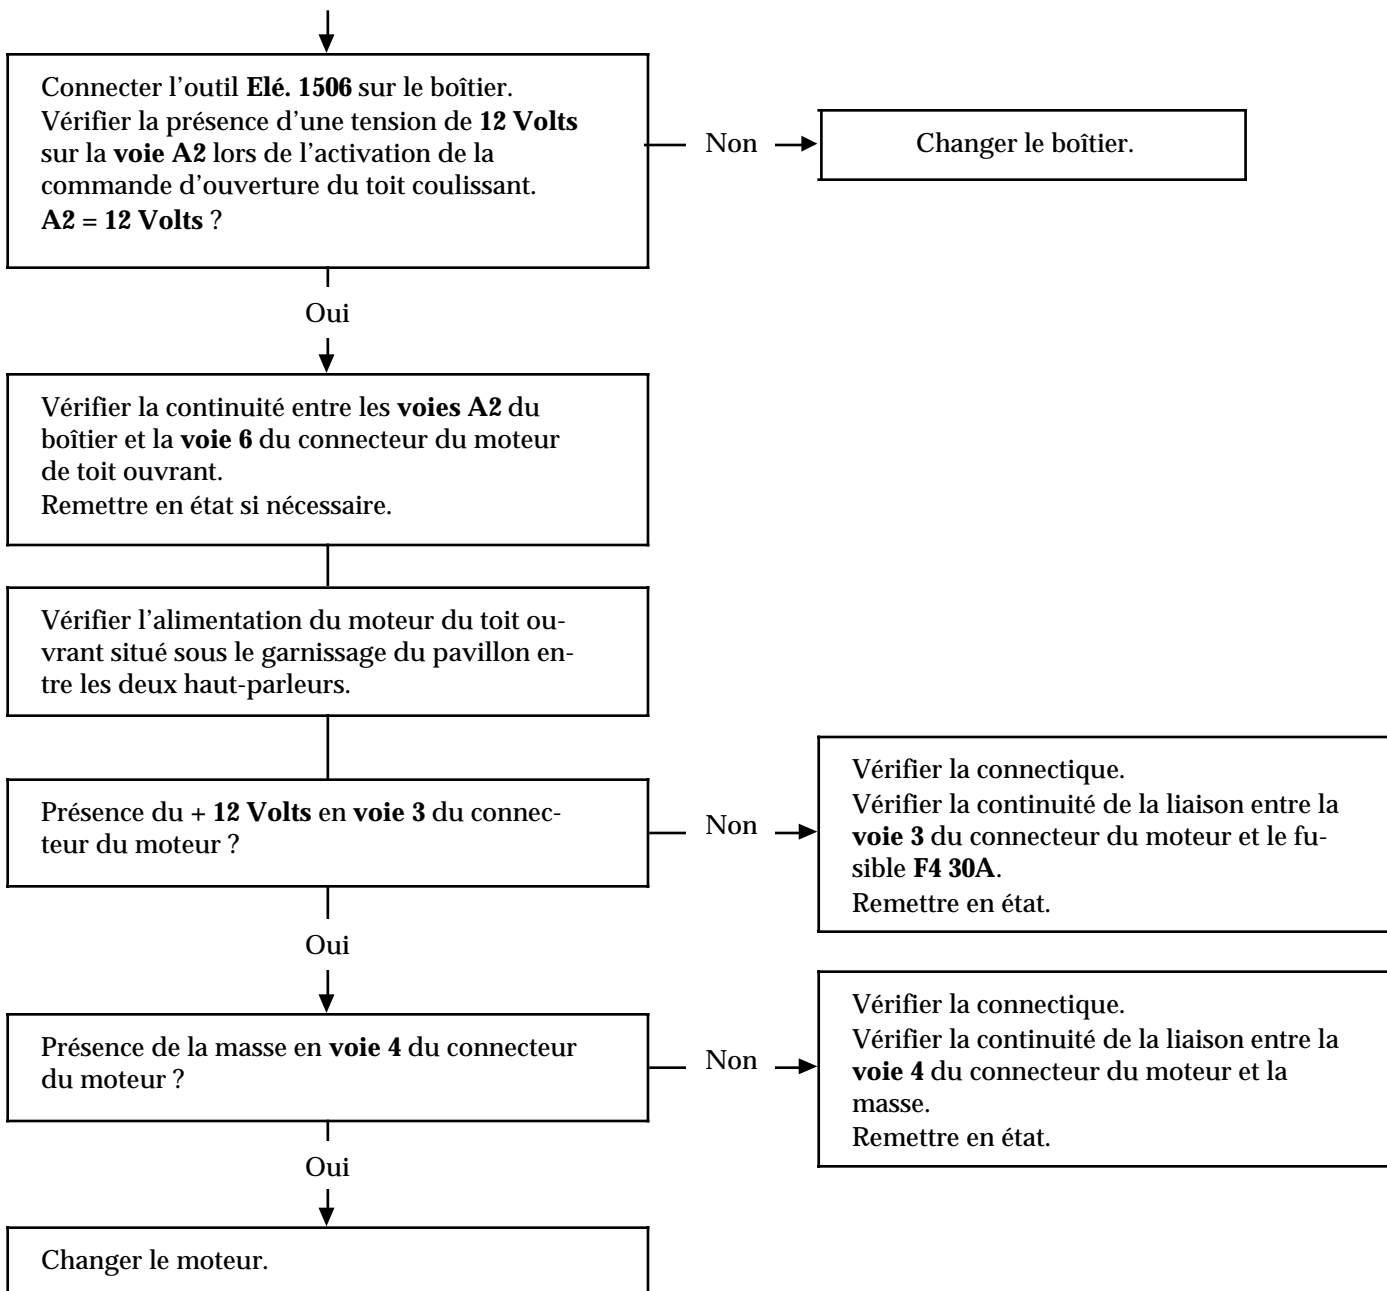 Connecter l’outil Elé. 1506 sur le boîtier.
Vérifier la présence d’une tension de 12 Volts
sur la voie A2 lors de l’activation de la
commande d’ouverture du toit coulissant.
A2 = 12 Volts ?
Non
Changer le boîtier.
Oui
Vérifier la continuité entre les voies A2 du
boîtier et la voie 6 du connecteur du moteur
de toit ouvrant.
Remettre en état si nécessaire.
Vérifier l’alimentation du moteur du toit ou-
vrant situé sous le garnissage du pavillon en-
tre les deux haut-parleurs.
Présence du + 12 Volts en voie 3 du connec-
teur du moteur ?
Non
Vérifier la connectique.
Vérifier la continuité de la liaison entre la
voie 3 du connecteur du moteur et le fu-
sible F4 30A.
Remettre en état.
Oui
Présence de la masse en voie 4 du connecteur
du moteur ?
Non
Vérifier la connectique.
Vérifier la continuité de la liaison entre la
voie 4 du connecteur du moteur et la
masse.
Remettre en état.
Oui
Changer le moteur.